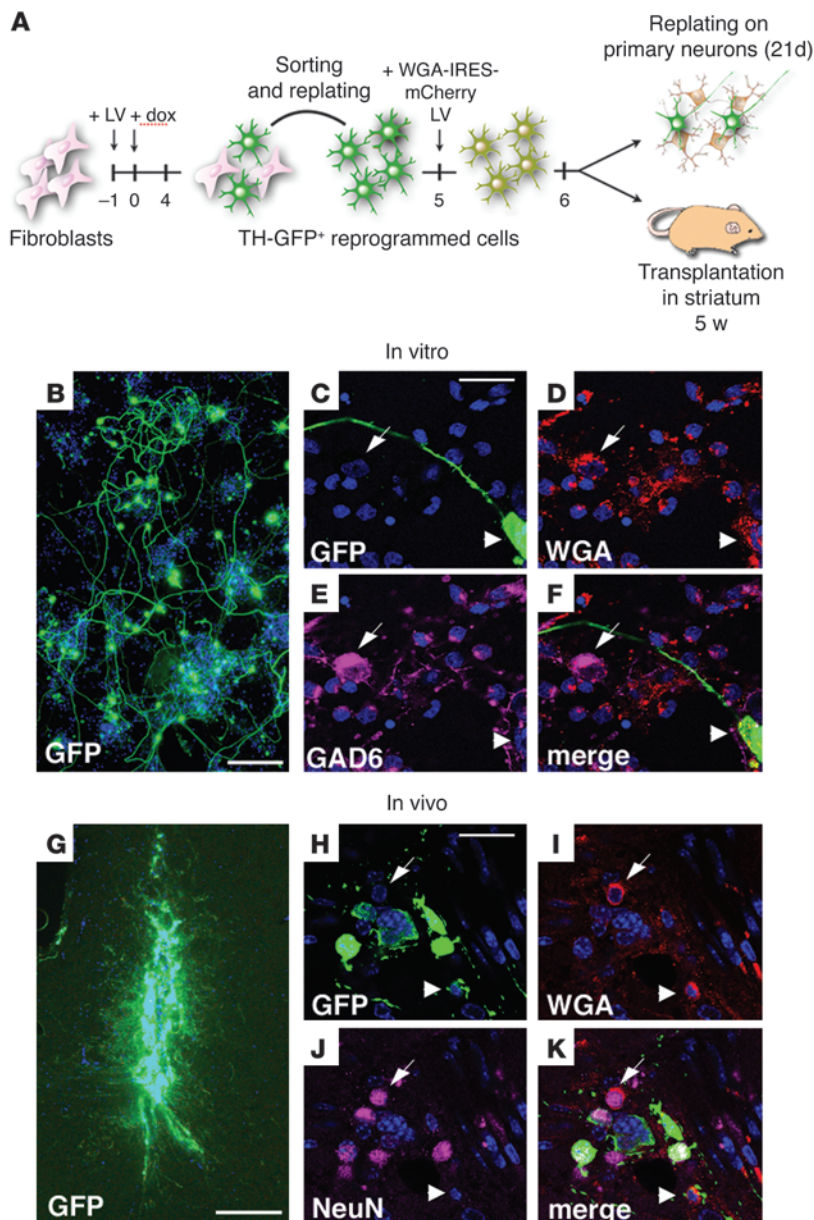 A
Replating on
primary neurons (21d)
Sorting
and replating
+ WGA-IRES-
mCherry
LV
+ LV + dox
–1 0 4
5
6
Fibroblasts
TH-GFP+ reprogrammed cells
Transplantation
in striatum
5 w
In vitro
B
GFP
C
GFP
D
WGA
E
GAD6
F
merge
In vivo
G
GFP
H
GFP
I
WGA
J
NeuN
K
merge